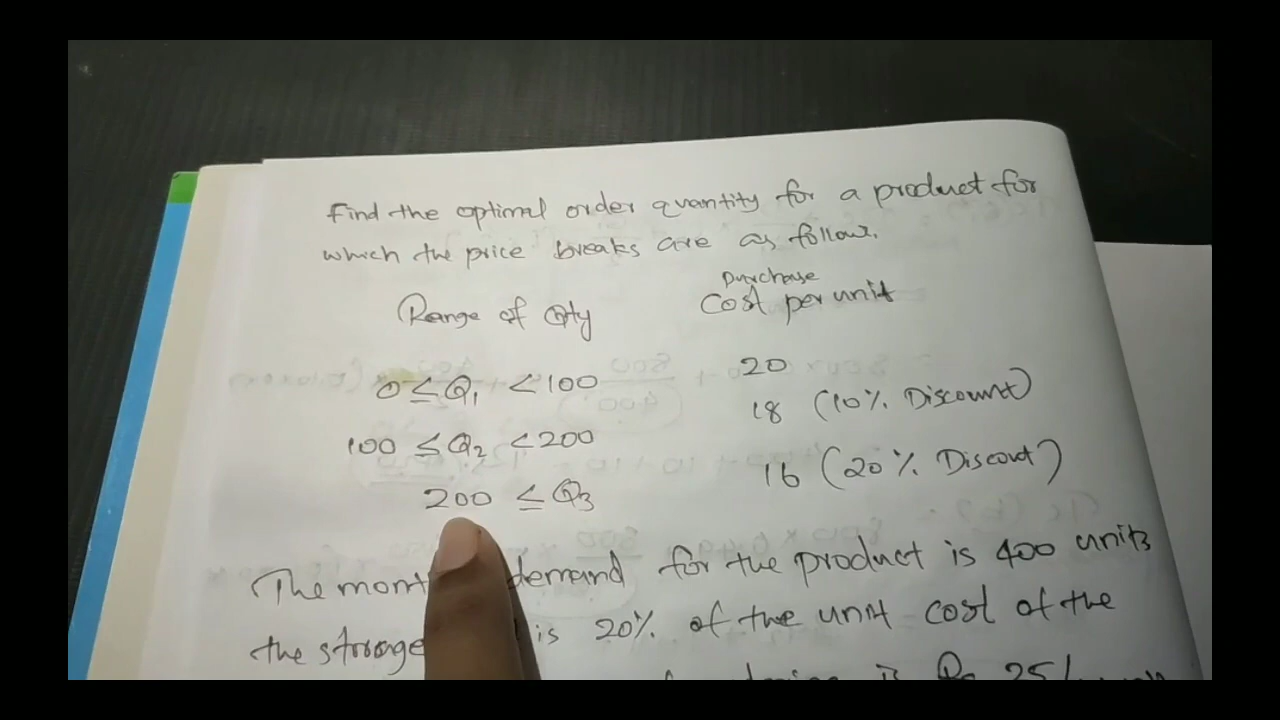 Find the optimal order quantity for a product for
which the price breaks are as follow.
Range of Qty
Purchase
Cost per unit
0 ≤ Q₁ < 100
20
100 ≤ Q₂ < 200
18 (10% Discount)
200 ≤ Q₃
16 (20% Discout)
The mont demand for the product is 400 units
the strorge is 20% of the unit cost of the